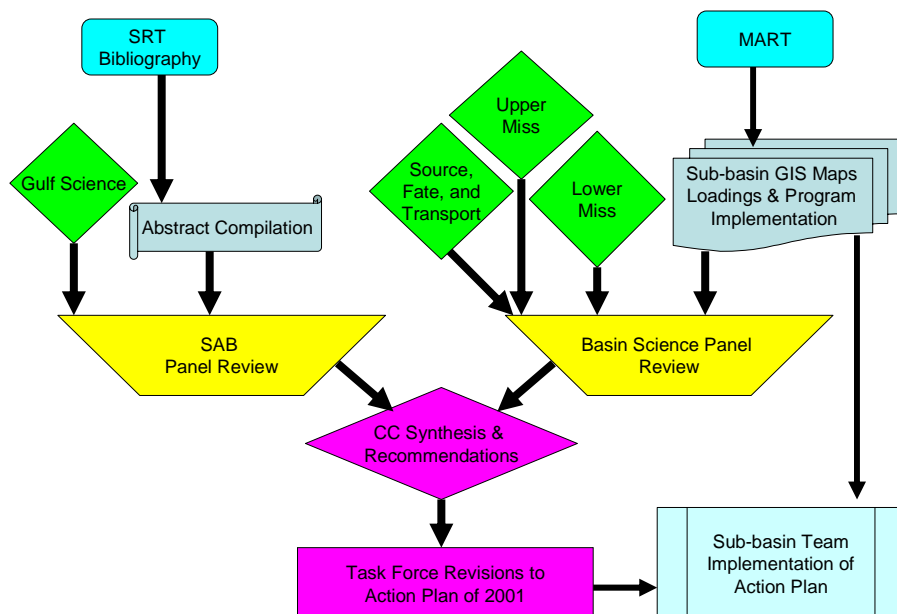 SRT
Bibliography
MART
Upper
Miss
Gulf Science
Source,
Fate, and
Transport
Lower
Miss
Sub-basin GIS Maps
Loadings & Program
Implementation
Abstract Compilation
SAB
Panel Review
Basin Science Panel
Review
CC Synthesis &
Recommendations
Task Force Revisions to
Action Plan of 2001
Sub-basin Team
Implementation of
Action Plan